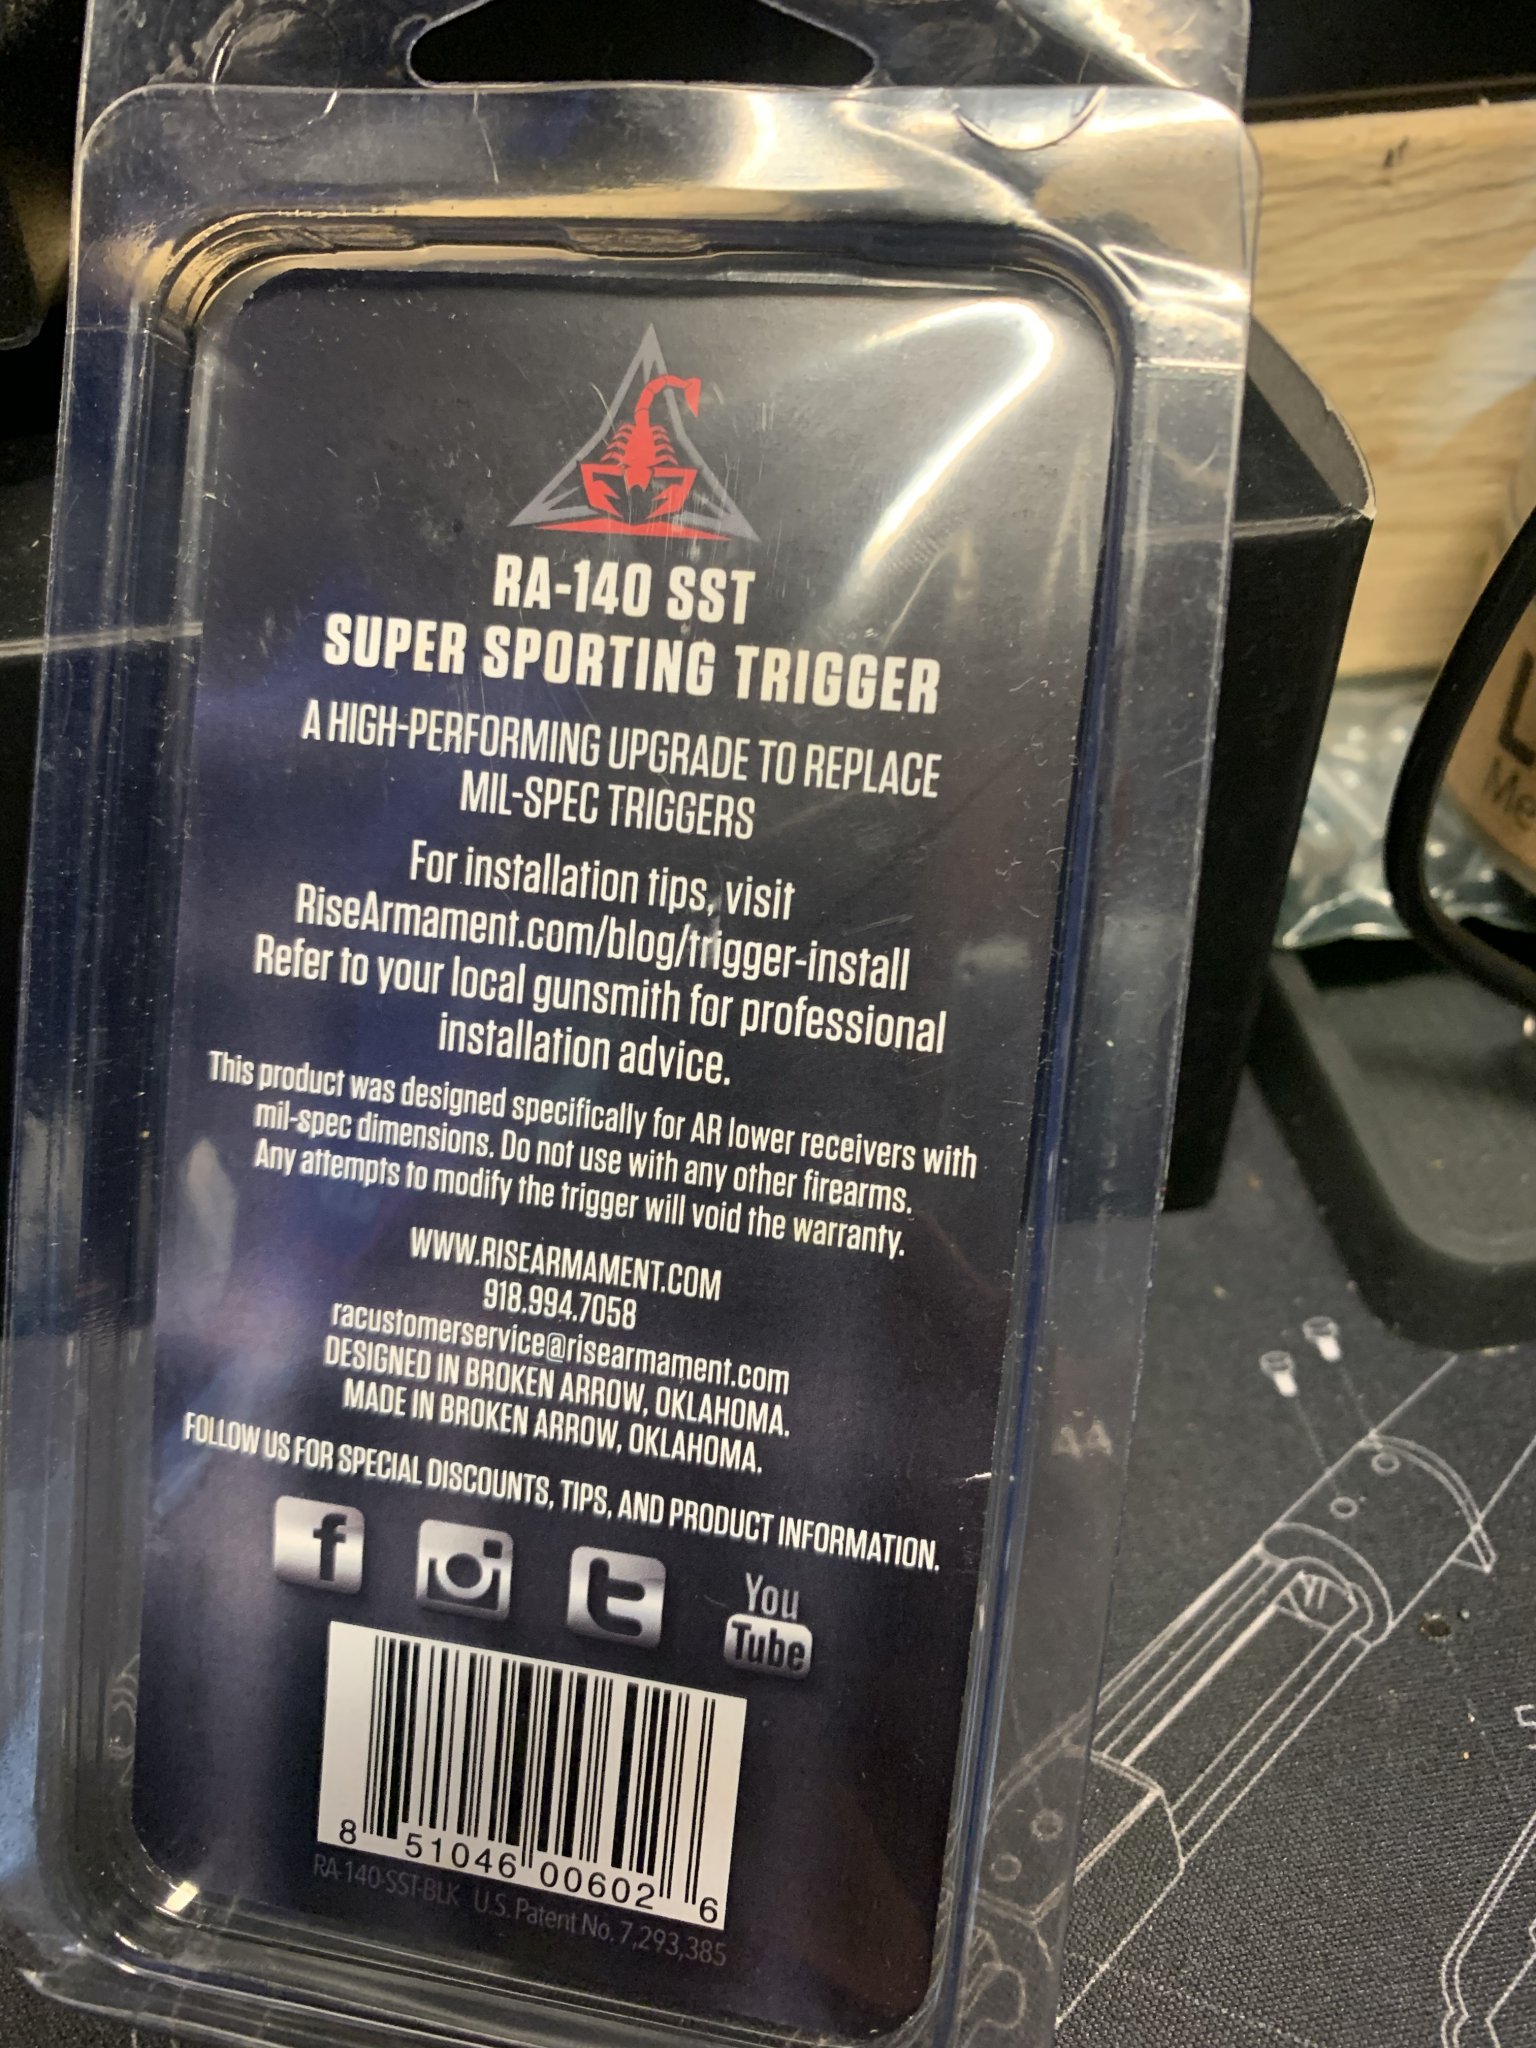 RA-140 SST
SUPER SPORTING TRIGGER
A HIGH-PERFORMING UPGRADE TO REPLACE
MIL-SPEC TRIGGERS
For installation tips, visit
RiseArmament.com/blog/trigger-install
Refer to your local gunsmith for professional
installation advice.
This product was designed specifically for AR lower receivers with
mil-spec dimensions. Do not use with any other firearms.
Any attempts to modify the trigger will void the warranty.
WWW.RISEARMAMENT.COM
918.994.7058
racustomerservice@risearmament.com
DESIGNED IN BROKEN ARROW, OKLAHOMA.
MADE IN BROKEN ARROW, OKLAHOMA.
FOLLOW US FOR SPECIAL DISCOUNTS, TIPS, AND PRODUCT INFORMATION.
f t You
Tube
8 51046 00602 6
RA-140-SST-BLK U.S. Patent No. 7,293,385
4A